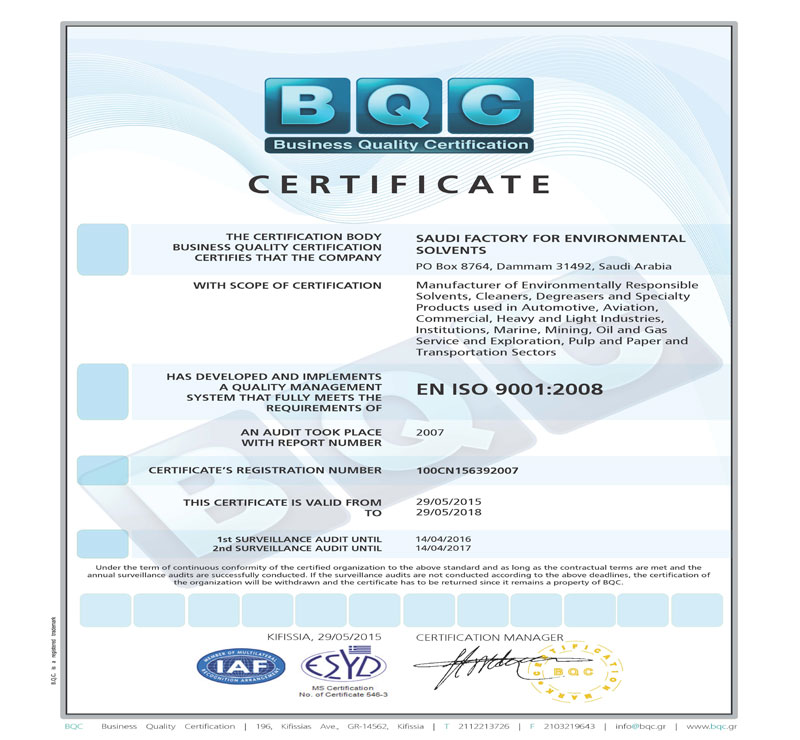 BQC
Business Quality Certification
CERTIFICATE
THE CERTIFICATION BODY
BUSINESS QUALITY CERTIFICATION
CERTIFIES THAT THE COMPANY
SAUDI FACTORY FOR ENVIRONMENTAL
SOLVENTS
PO Box 8764, Dammam 31492, Saudi Arabia
WITH SCOPE OF CERTIFICATION
Manufacturer of Environmentally Responsible
Solvents, Cleaners, Degreasers and Specialty
Products used in Automotive, Aviation,
Commercial, Heavy and Light Industries,
Institutions, Marine, Mining, Oil and Gas
Service and Exploration, Pulp and Paper and
Transportation Sectors
HAS DEVELOPED AND IMPLEMENTS
A QUALITY MANAGEMENT
SYSTEM THAT FULLY MEETS THE
REQUIREMENTS OF
EN ISO 9001:2008
AN AUDIT TOOK PLACE
WITH REPORT NUMBER
2007
CERTIFICATE'S REGISTRATION NUMBER
100CN156392007
THIS CERTIFICATE IS VALID FROM
TO
29/05/2015
29/05/2018
1st SURVEILLANCE AUDIT UNTIL
2nd SURVEILLANCE AUDIT UNTIL
14/04/2016
14/04/2017
Under the term of continuous conformity of the certified organization to the above standard and as long as the contractual terms are met and the
annual surveillance audits are successfully conducted. If the surveillance audits are not conducted according to the above deadlines, the certification of
the organization will be withdrawn and the certificate has to be returned since it remains a property of BQC.
KIFISSIA, 29/05/2015
CERTIFICATION MANAGER
MEMBER OF MULTILATERAL
IAF
RECOGNITION ARRANGEMENT
ESYD
MS Certification
No. of Certificate 546-3
CERTIFICATION
BQC
MARK
B.Q.C. is a registered trademark
BQC Business Quality Certification | 196, Kifissias Ave., GR-14562, Kifissia | T 2112213726 | F 2103219643 | info@bqc.gr | www.bqc.gr